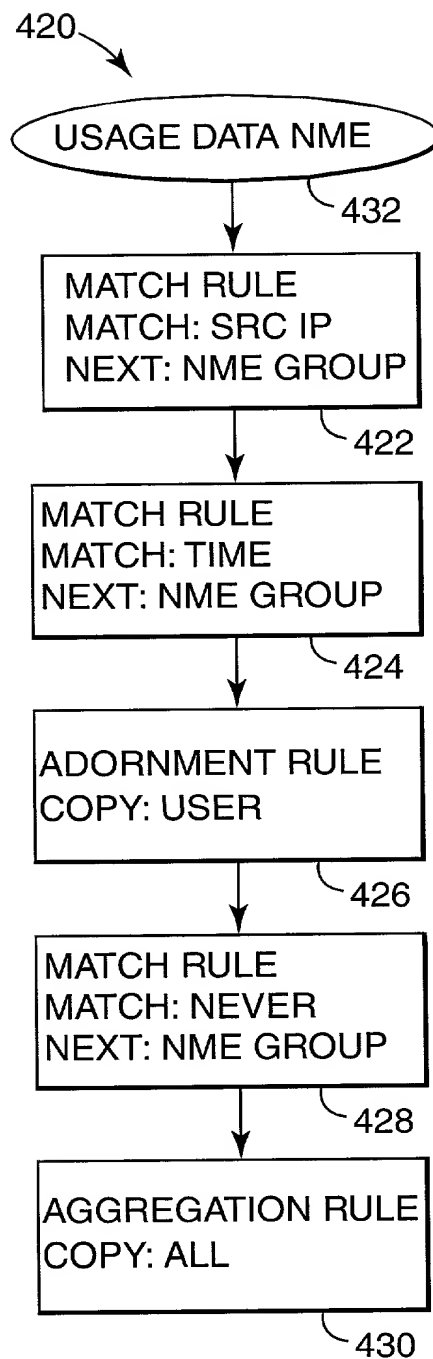 420
USAGE DATA NME
432
MATCH RULE
MATCH: SRC IP
NEXT: NME GROUP
422
MATCH RULE
MATCH: TIME
NEXT: NME GROUP
424
ADORNMENT RULE
COPY: USER
426
MATCH RULE
MATCH: NEVER
NEXT: NME GROUP
428
AGGREGATION RULE
COPY: ALL
430